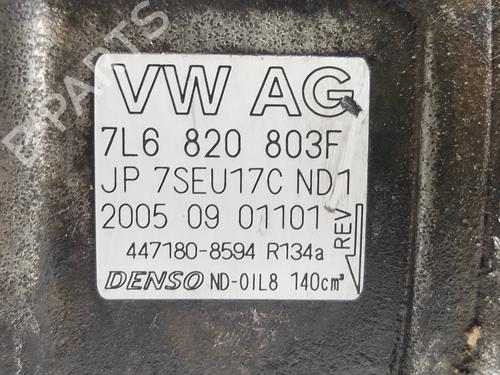 VW AG
7L6 820 803F
JP 7SEU17C ND1
2005 09 01101
REV
447180-8594 R134a
DENSO ND-OIL8 140cm³
B PARTS